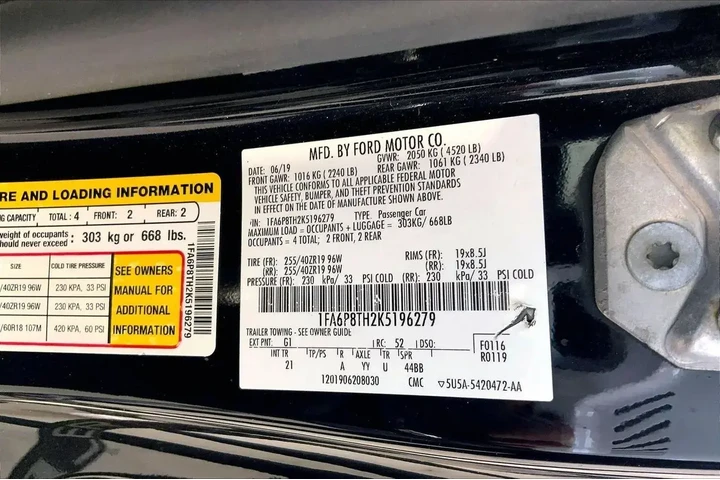 RE AND LOADING INFORMATION
G CAPACITY TOTAL: 4 FRONT: 2 REAR: 2
weight of occupants
hould never exceed : 303 kg or 668 lbs.
SIZE COLD TIRE PRESSURE
/40ZR19 96W 230 KPA, 33 PSI
/40ZR19 96W 230 KPA, 33 PSI
/60R18 107M 420 KPA, 60 PSI
SEE OWNERS
MANUAL FOR
ADDITIONAL
INFORMATION
1FA6P8TH2K5196279
MFD. BY FORD MOTOR CO.
DATE: 06/19 GVWR: 2050 KG ( 4520 LB)
FRONT GAWR: 1016 KG ( 2240 LB) REAR GAWR: 1061 KG ( 2340 LB)
THIS VEHICLE CONFORMS TO ALL APPLICABLE FEDERAL MOTOR
VEHICLE SAFETY, BUMPER, AND THEFT PREVENTION STANDARDS
IN EFFECT ON THE DATE OF MANUFACTURE SHOWN ABOVE.
VIN: 1FA6P8TH2K5196279 TYPE: Passenger Car
MAXIMUM LOAD = OCCUPANTS + LUGGAGE = 303KG/ 668LB
OCCUPANTS = 4 TOTAL; 2 FRONT, 2 REAR
TIRE (FR): 255/40ZR19 96W RIMS (FR): 19x8.5J
(RR): 255/40ZR19 96W (RR): 19x8.5J
PRESSURE (FR): 230 kPa/ 33 PSI COLD (RR): 230 kPa/ 33 PSI COLD
1FA6P8TH2K5196279
TRAILER TOWING - SEE OWNER GUIDE
EXT PNT: G1 RC: 52 DSO: F0116
R0119
INT TR TP/PS R AXLE TR SPR
21 A YY U 44BB
1201906208030 CMC ▽5U5A-5420472-AA